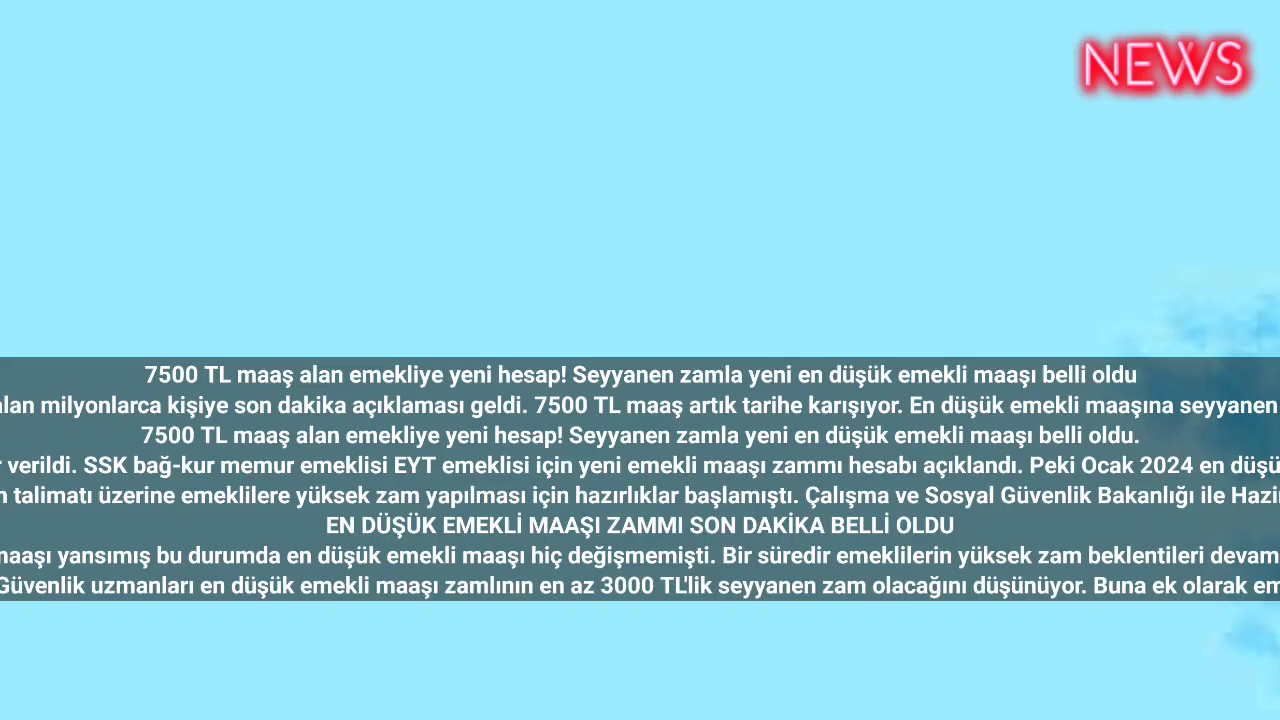 NEWS
7500 TL maaş alan emekliye yeni hesap! Seyyanen zamla yeni en düşük emekli maaşı belli oldu
alan milyonlarca kişiye son dakika açıklaması geldi. 7500 TL maaş artık tarihe karışıyor. En düşük emekli maaşına seyyanen
7500 TL maaş alan emekliye yeni hesap! Seyyanen zamla yeni en düşük emekli maaşı belli oldu.
r verildi. SSK bağ-kur memur emeklisi EYT emeklisi için yeni emekli maaşı zammı hesabı açıklandı. Peki Ocak 2024 en düşü
n talimatı üzerine emeklilere yüksek zam yapılması için hazırlıklar başlamıştı. Çalışma ve Sosyal Güvenlik Bakanlığı ile Hazi
EN DÜŞÜK EMEKLİ MAAŞI ZAMMI SON DAKİKA BELLİ OLDU
maaşı yansımış bu durumda en düşük emekli maaşı hiç değişmemişti. Bir süredir emeklilerin yüksek zam beklentileri devam
Güvenlik uzmanları en düşük emekli maaşı zamlının en az 3000 TL'lik seyyanen zam olacağını düşünüyor. Buna ek olarak em